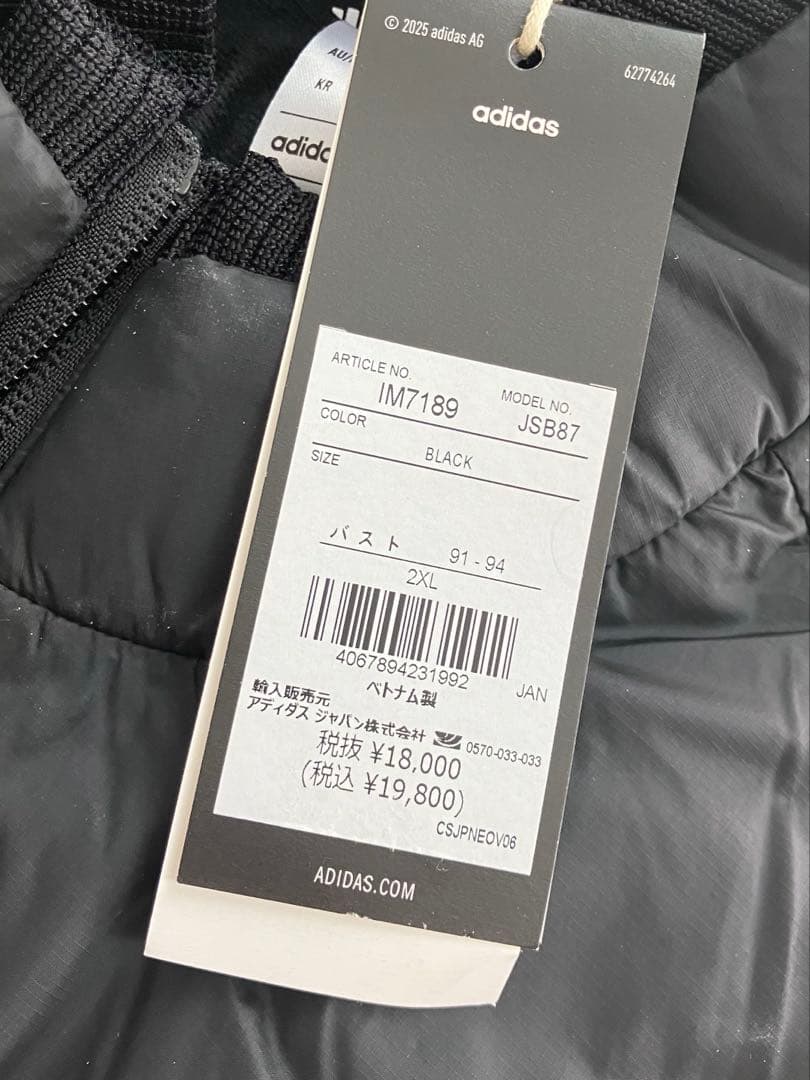 © 2025 adidas AG
62774264
adidas
KR
ARTICLE NO.
IM7189
MODEL NO.
JSB87
COLOR
BLACK
SIZE
バスト 91 - 94
2XL
4067894231992
JAN
ベトナム製
輸入販売元
アディダス ジャパン株式会社 0570-033-033
税抜 ¥18,000
(税込 ¥19,800)
CSJPNEOV06
ADIDAS.COM